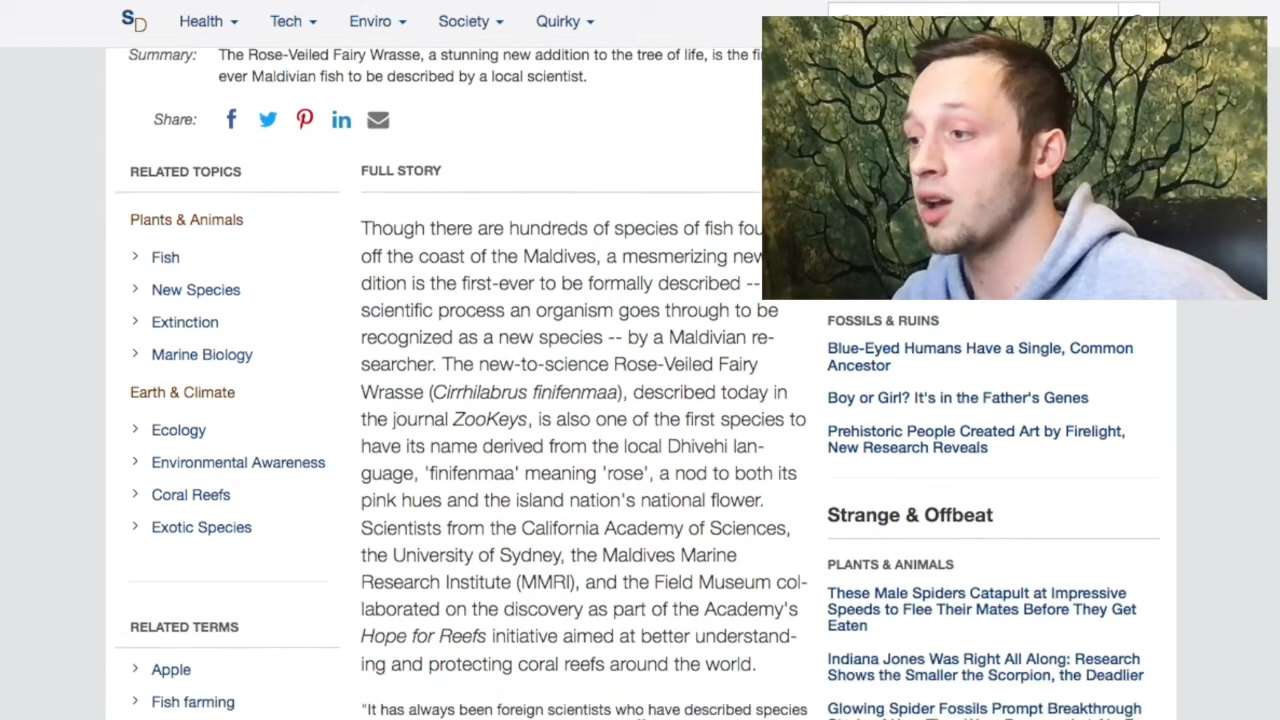 SD Health Tech Enviro Society Quirky
Summary: The Rose-Veiled Fairy Wrasse, a stunning new addition to the tree of life, is the
ever Maldivian fish to be described by a local scientist.
Share:
RELATED TOPICS
Plants & Animals
Fish
New Species
Extinction
Marine Biology
Earth & Climate
Ecology
Environmental Awareness
Coral Reefs
Exotic Species
RELATED TERMS
Apple
Fish farming
FULL STORY
Though there are hundreds of species of fish
off the coast of the Maldives, a mesmerizing
dition is the first-ever to be formally described --
scientific process an organism goes through to be
recognized as a new species -- by a Maldivian re-
searcher. The new-to-science Rose-Veiled Fairy
Wrasse (Cirrhilabrus finifenmaa), described today in
the journal ZooKeys, is also one of the first species to
have its name derived from the local Dhivehi lan-
guage, 'finifenmaa' meaning 'rose', a nod to both its
pink hues and the island nation's national flower.
Scientists from the California Academy of Sciences,
the University of Sydney, the Maldives Marine
Research Institute (MMRI), and the Field Museum col-
laborated on the discovery as part of the Academy's
Hope for Reefs initiative aimed at better understand-
ing and protecting coral reefs around the world.
"It has always been foreign scientists who have described species
FOSSILS & RUINS
Blue-Eyed Humans Have a Single, Common
Ancestor
Boy or Girl? It's in the Father's Genes
Prehistoric People Created Art by Firelight,
New Research Reveals
Strange & Offbeat
PLANTS & ANIMALS
These Male Spiders Catapult at Impressive
Speeds to Flee Their Mates Before They Get
Eaten
Indiana Jones Was Right All Along: Research
Shows the Smaller the Scorpion, the Deadlier
Glowing Spider Fossils Prompt Breakthrough